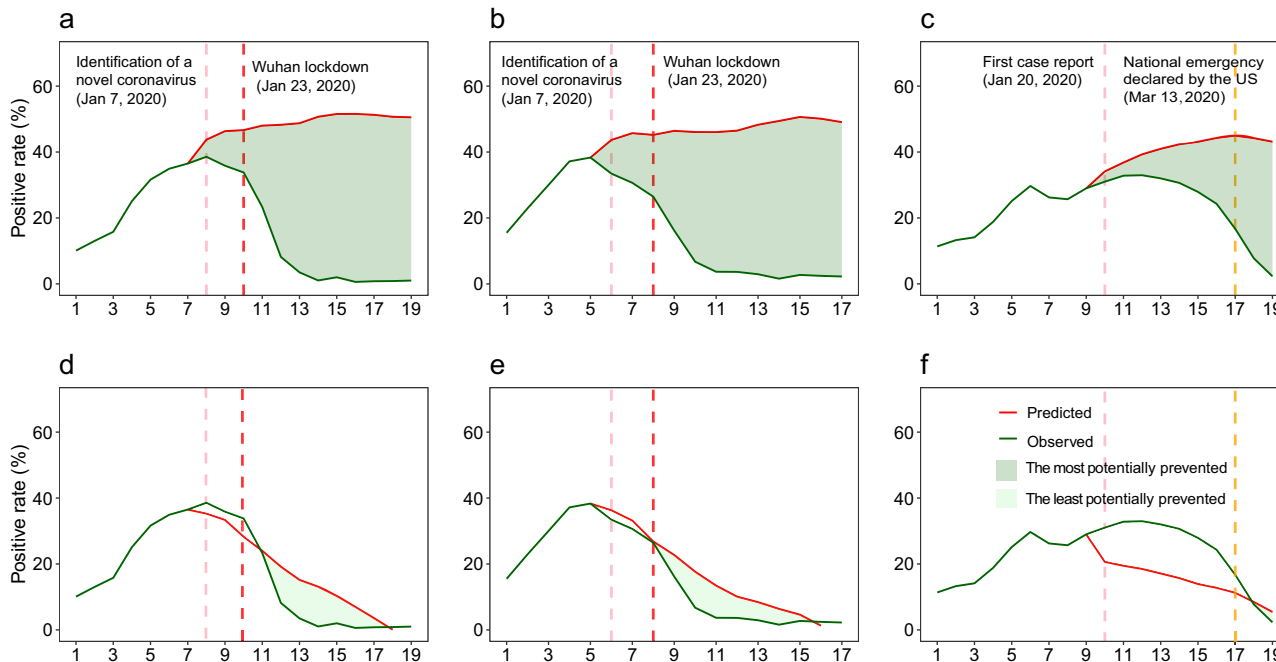 a
Identification of a
novel coronavirus
(Jan 7, 2020)
Wuhan lockdown
(Jan 23, 2020)
Positive rate (%)
60
40
20
0
1 3 5 7 9 11 13 15 17 19
b
Identification of a
novel coronavirus
(Jan 7, 2020)
Wuhan lockdown
(Jan 23, 2020)
60
40
20
0
1 3 5 7 9 11 13 15 17
c
First case report
(Jan 20, 2020)
National emergency
declared by the US
(Mar 13, 2020)
60
40
20
0
1 3 5 7 9 11 13 15 17 19
d
Positive rate (%)
60
40
20
0
1 3 5 7 9 11 13 15 17 19
e
60
40
20
0
1 3 5 7 9 11 13 15 17
f
Predicted
Observed
The most potentially prevented
The least potentially prevented
60
40
20
0
1 3 5 7 9 11 13 15 17 19